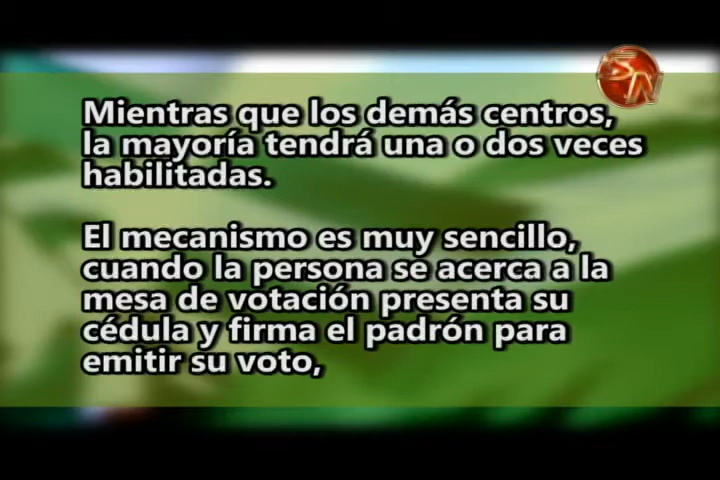 SN
Mientras que los demás centros,
la mayoría tendrá una o dos veces
habilitadas.
El mecanismo es muy sencillo,
cuando la persona se acerca a la
mesa de votación presenta su
cédula y firma el padrón para
emitir su voto,